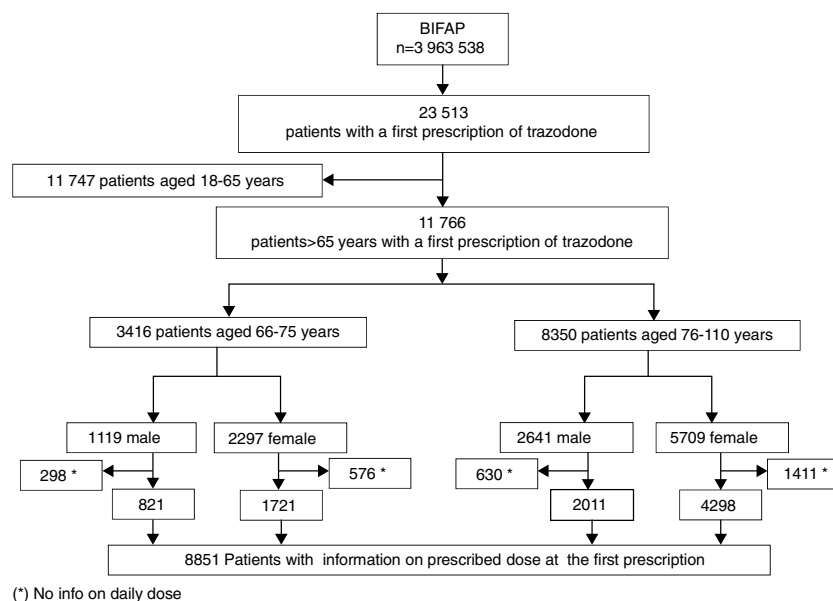 BIFAP
n=3 963 538
23 513
patients with a first prescription of trazodone
11 747 patients aged 18-65 years
11 766
patients>65 years with a first prescription of trazodone
3416 patients aged 66-75 years
8350 patients aged 76-110 years
1119 male
2297 female
2641 male
5709 female
298 *
576 *
630 *
1411 *
821
1721
2011
4298
8851 Patients with information on prescribed dose at the first prescription
(*) No info on daily dose